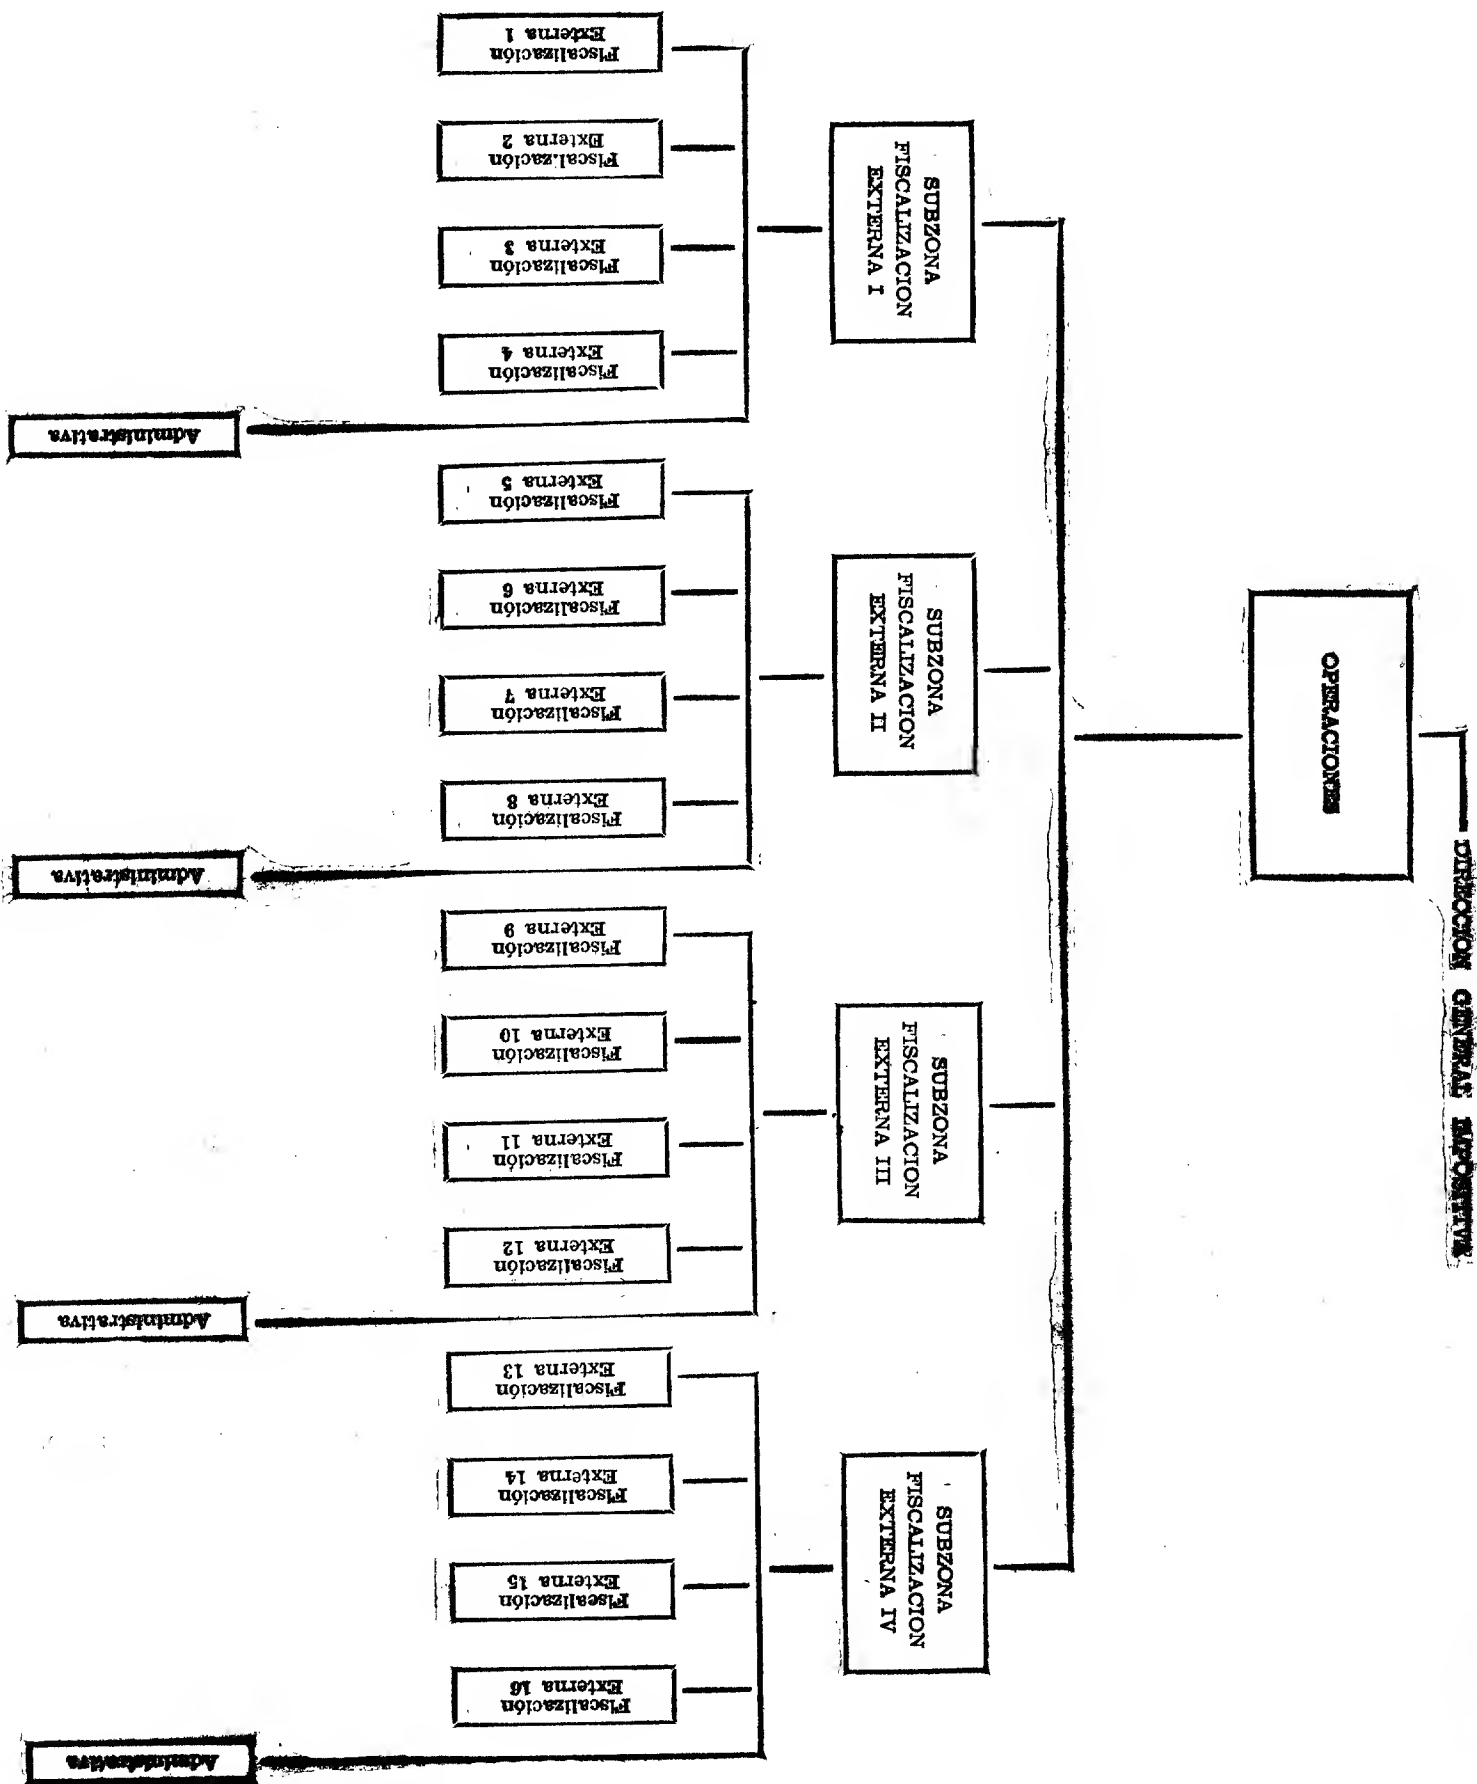 DIRECCION GENERAL IMPOSITIVA
OPERACIONES
SUBZONA
FISCALIZACION
EXTERNA I
SUBZONA
FISCALIZACION
EXTERNA II
SUBZONA
FISCALIZACION
EXTERNA III
SUBZONA
FISCALIZACION
EXTERNA IV
Fiscalización
Externa 1
Fiscalización
Externa 2
Fiscalización
Externa 3
Fiscalización
Externa 4
Administrativa
Fiscalización
Externa 5
Fiscalización
Externa 6
Fiscalización
Externa 7
Fiscalización
Externa 8
Administrativa
Fiscalización
Externa 9
Fiscalización
Externa 10
Fiscalización
Externa 11
Fiscalización
Externa 12
Administrativa
Fiscalización
Externa 13
Fiscalización
Externa 14
Fiscalización
Externa 15
Fiscalización
Externa 16
Administrativa